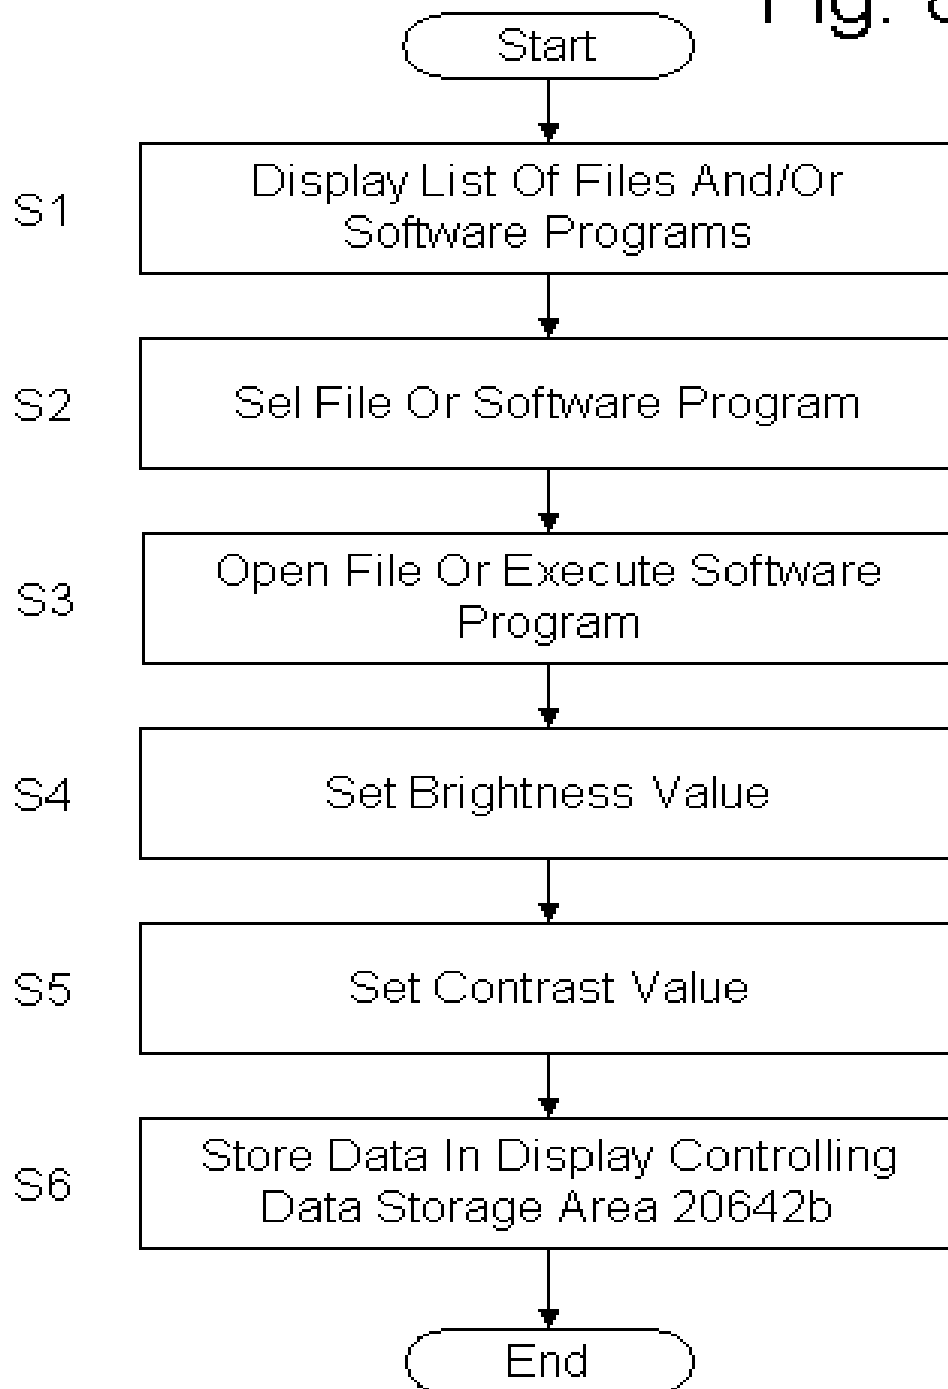 Fig.
Start
S1
Display List Of Files And/Or
Software Programs
S2
Sel File Or Software Program
S3
Open File Or Execute Software
Program
S4
Set Brightness Value
S5
Set Contrast Value
S6
Store Data In Display Controlling
Data Storage Area 20642b
End